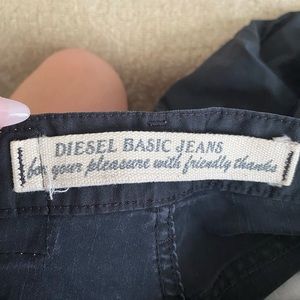 DIESEL BASIC JEANS
for your pleasure with friendly thanks